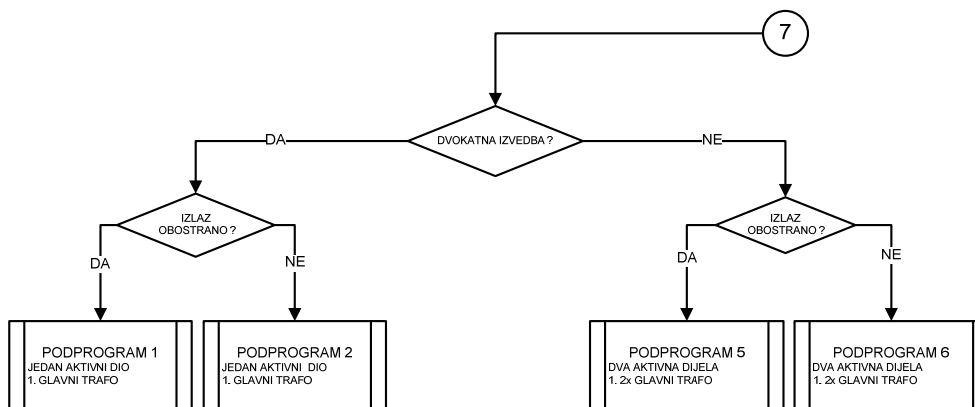 7
DVOKATNA IZVEDBA ?
DA
NE
IZLAZ
OBOSTRANO ?
IZLAZ
OBOSTRANO ?
DA
NE
DA
NE
PODPROGRAM 1
JEDAN AKTIVNI DIO
1. GLAVNI TRAFO
PODPROGRAM 2
JEDAN AKTIVNI DIO
1. GLAVNI TRAFO
PODPROGRAM 5
DVA AKTIVNA DIJELA
1. 2x GLAVNI TRAFO
PODPROGRAM 6
DVA AKTIVNA DIJELA
1. 2x GLAVNI TRAFO